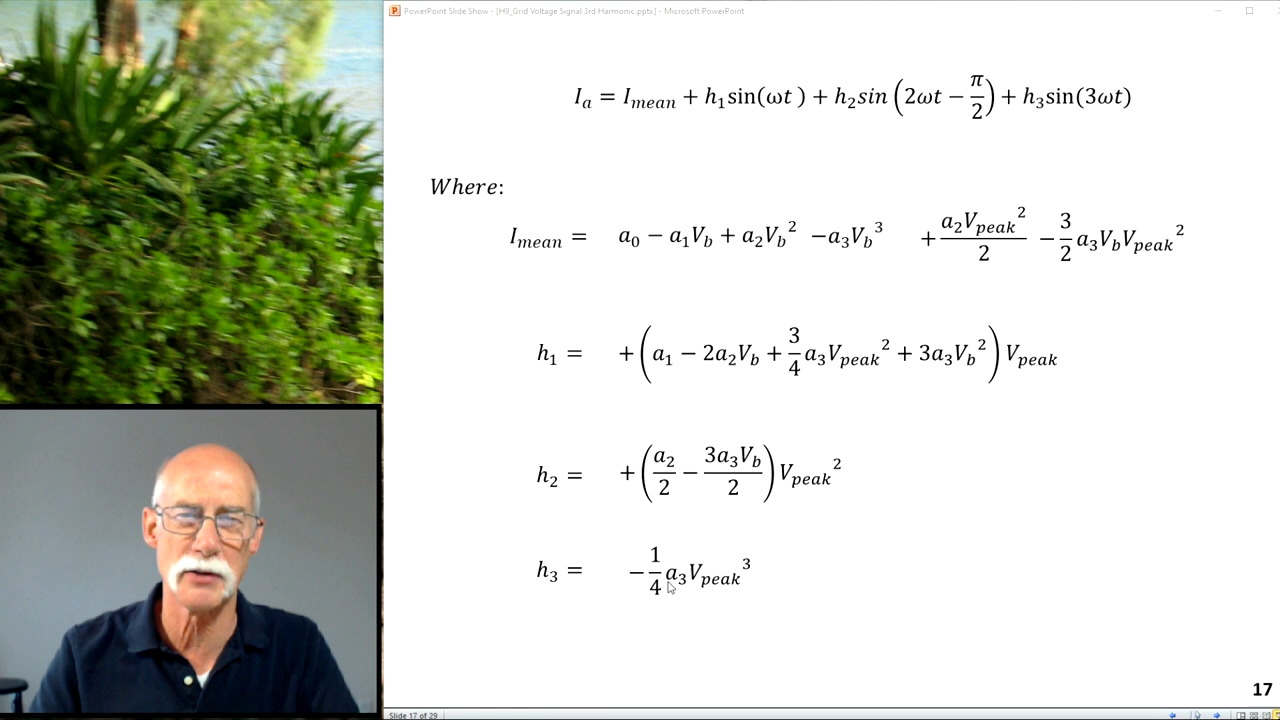 PowerPoint Slide Show - [H9_Grid Voltage Signal 3rd Harmonic.pptx] - Microsoft PowerPoint
I_a = I_mean + h_1 sin(ωt ) + h_2 sin (2ωt − π/2) + h_3 sin(3ωt)
Where:
I_mean = a_0 − a_1V_b + a_2V_b^2 −a_3V_b^3 + a_2V_peak^2/2 − 3/2 a_3V_bV_peak^2
h_1 = +(a_1 − 2a_2V_b + 3/4 a_3V_peak^2 + 3a_3V_b^2) V_peak
h_2 = +(a_2/2 − 3a_3V_b/2) V_peak^2
h_3 = − 1/4 a_3V_peak^3
17
Slide 17 of 29